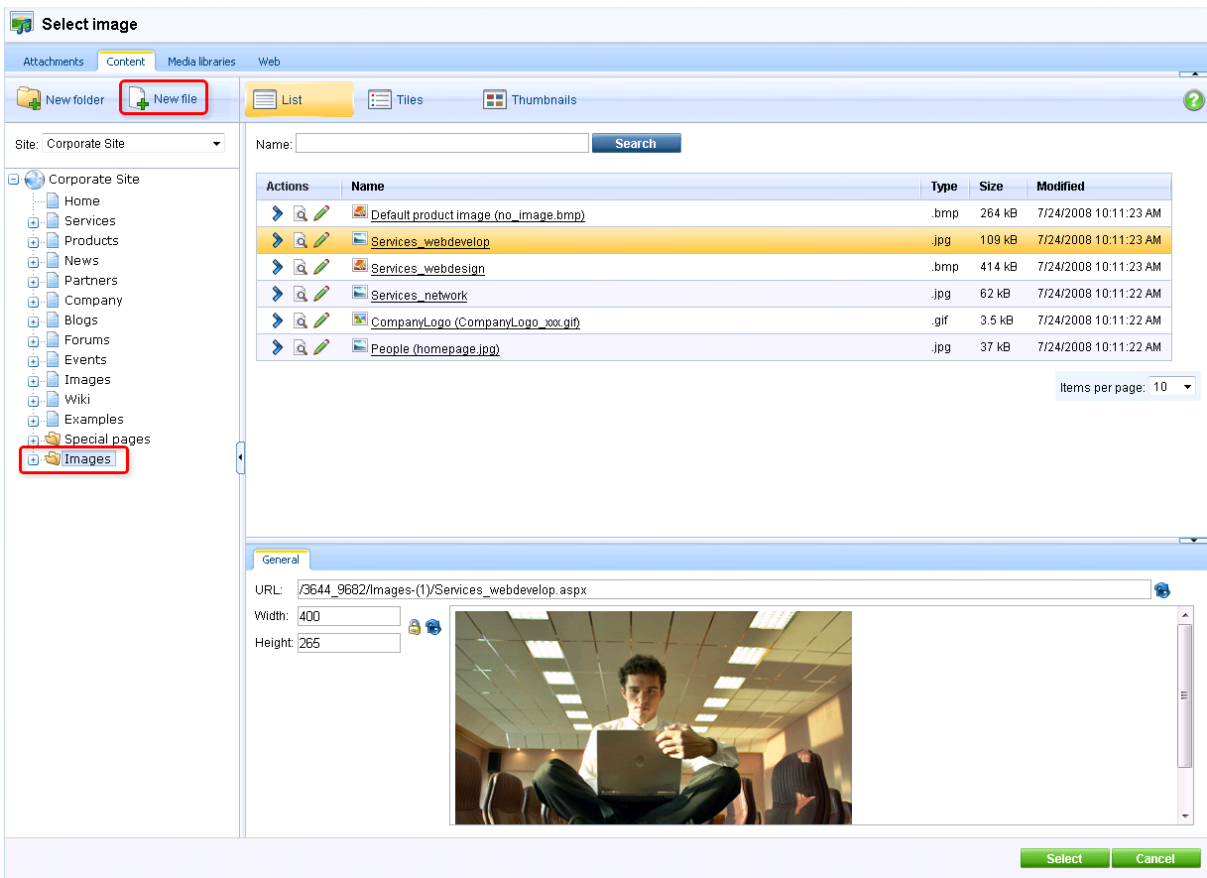 Select image
Attachments Content Media libraries Web
New folder New file List Tiles Thumbnails
Site: Corporate Site
Name: Search
Corporate Site
Home
Services
Products
News
Partners
Company
Blogs
Forums
Events
Images
Wiki
Examples
Special pages
Images
Actions Name Type Size Modified
Default product image (no_image.bmp) .bmp 264 kB 7/24/2008 10:11:23 AM
Services_webdevelop .jpg 109 kB 7/24/2008 10:11:23 AM
Services_webdesign .bmp 414 kB 7/24/2008 10:11:23 AM
Services_network .jpg 62 kB 7/24/2008 10:11:22 AM
CompanyLogo (CompanyLogo_xxx.gif) .gif 3.5 kB 7/24/2008 10:11:22 AM
People (homepage.jpg) .jpg 37 kB 7/24/2008 10:11:22 AM
Items per page: 10
General
URL: /3644_9682/Images-(1)/Services_webdevelop.aspx
Width: 400
Height: 265
Select Cancel